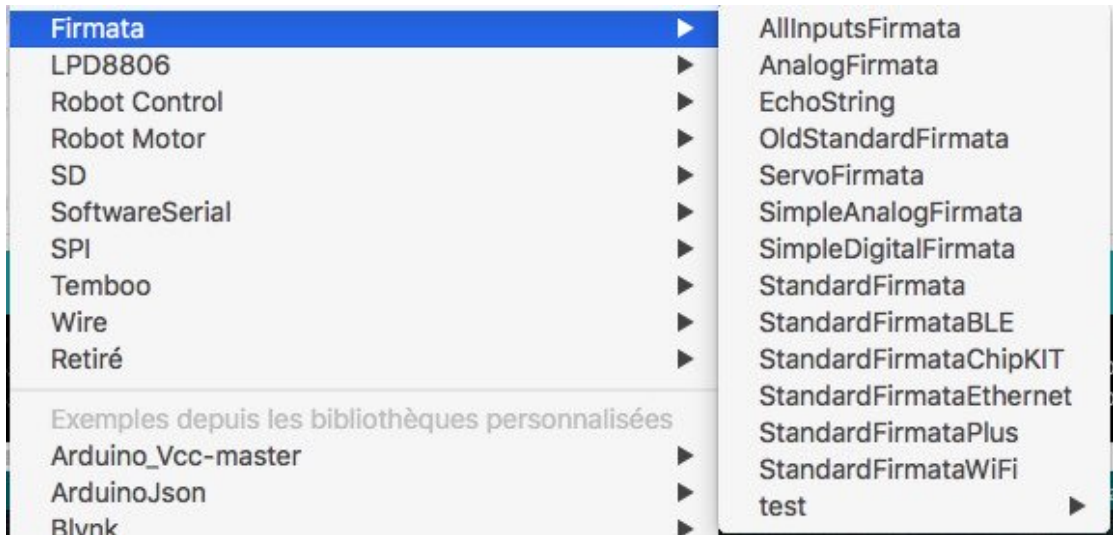 Firmata
LPD8806
Robot Control
Robot Motor
SD
SoftwareSerial
SPI
Temboo
Wire
Retiré
Exemples depuis les bibliothèques personnalisées
Arduino_Vcc-master
ArduinoJson
Blynk
AllInputsFirmata
AnalogFirmata
EchoString
OldStandardFirmata
ServoFirmata
SimpleAnalogFirmata
SimpleDigitalFirmata
StandardFirmata
StandardFirmataBLE
StandardFirmataChipKIT
StandardFirmataEthernet
StandardFirmataPlus
StandardFirmataWiFi
test